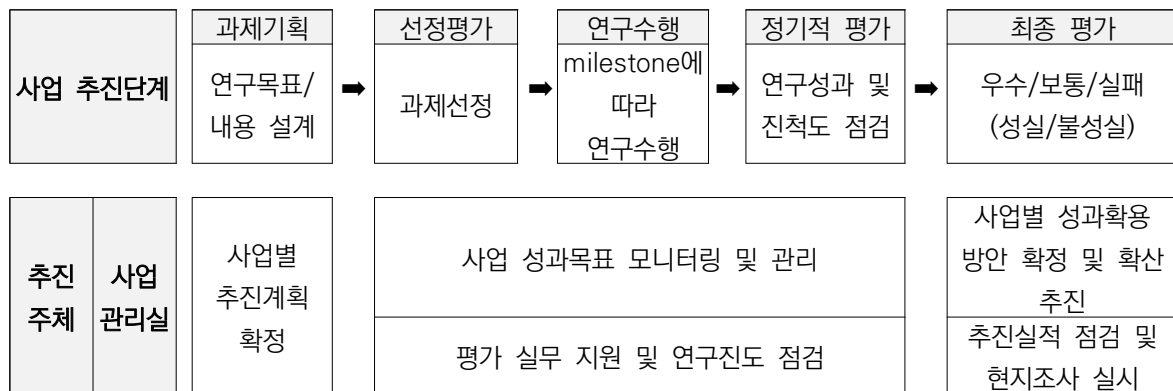 과제기획
선정평가
연구수행
정기적 평가
최종 평가
사업 추진단계
연구목표/
내용 설계
➡
과제선정
➡
milestone에
따라
연구수행
➡
연구성과 및
진척도 점검
➡
우수/보통/실패
(성실/불성실)
추진
주체
사업
관리실
사업별
추진계획
확정
사업 성과목표 모니터링 및 관리
사업별 성과확용
방안 확정 및 확산
추진
평가 실무 지원 및 연구진도 점검
추진실적 점검 및
현지조사 실시